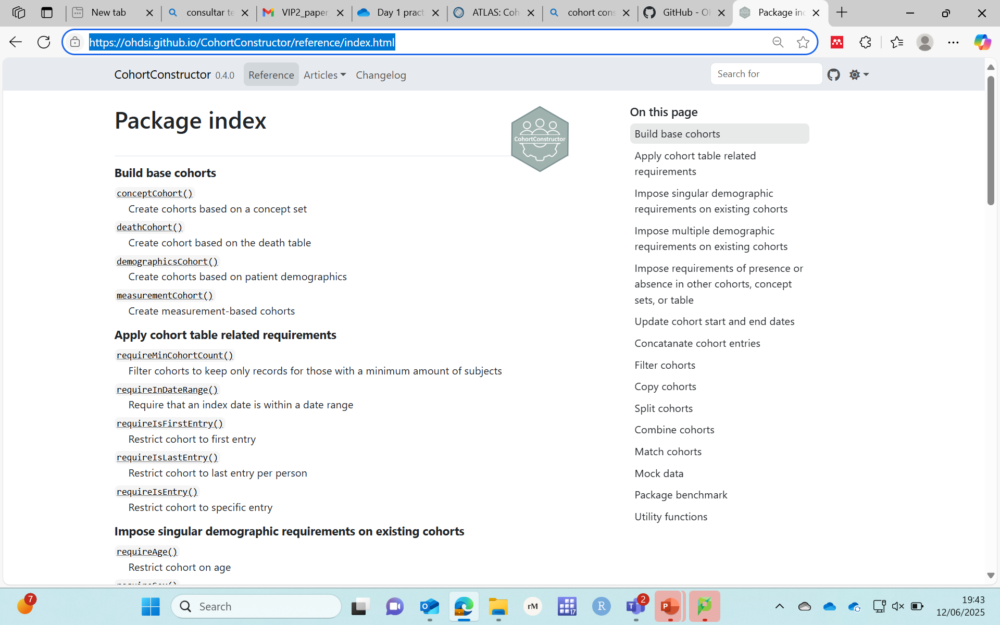 New tab
consultar te
VIP2_paper_
Day 1 pract
ATLAS: Coh
cohort cons
GitHub - OH
Package ind
https://ohdsi.github.io/CohortConstructor/reference/index.html
CohortConstructor 0.4.0 Reference Articles Changelog Search for
Package index
CohortConstructor
Build base cohorts
conceptCohort()
Create cohorts based on a concept set
deathCohort()
Create cohort based on the death table
demographicsCohort()
Create cohorts based on patient demographics
measurementCohort()
Create measurement-based cohorts
Apply cohort table related requirements
requireMinCohortCount()
Filter cohorts to keep only records for those with a minimum amount of subjects
requireInDateRange()
Require that an index date is within a date range
requireIsFirstEntry()
Restrict cohort to first entry
requireIsLastEntry()
Restrict cohort to last entry per person
requireIsEntry()
Restrict cohort to specific entry
Impose singular demographic requirements on existing cohorts
requireAge()
Restrict cohort on age
On this page
Build base cohorts
Apply cohort table related
requirements
Impose singular demographic
requirements on existing cohorts
Impose multiple demographic
requirements on existing cohorts
Impose requirements of presence or
absence in other cohorts, concept
sets, or table
Update cohort start and end dates
Concatanate cohort entries
Filter cohorts
Copy cohorts
Split cohorts
Combine cohorts
Match cohorts
Mock data
Package benchmark
Utility functions
7
Search
rM
17
R
2
19:43
12/06/2025